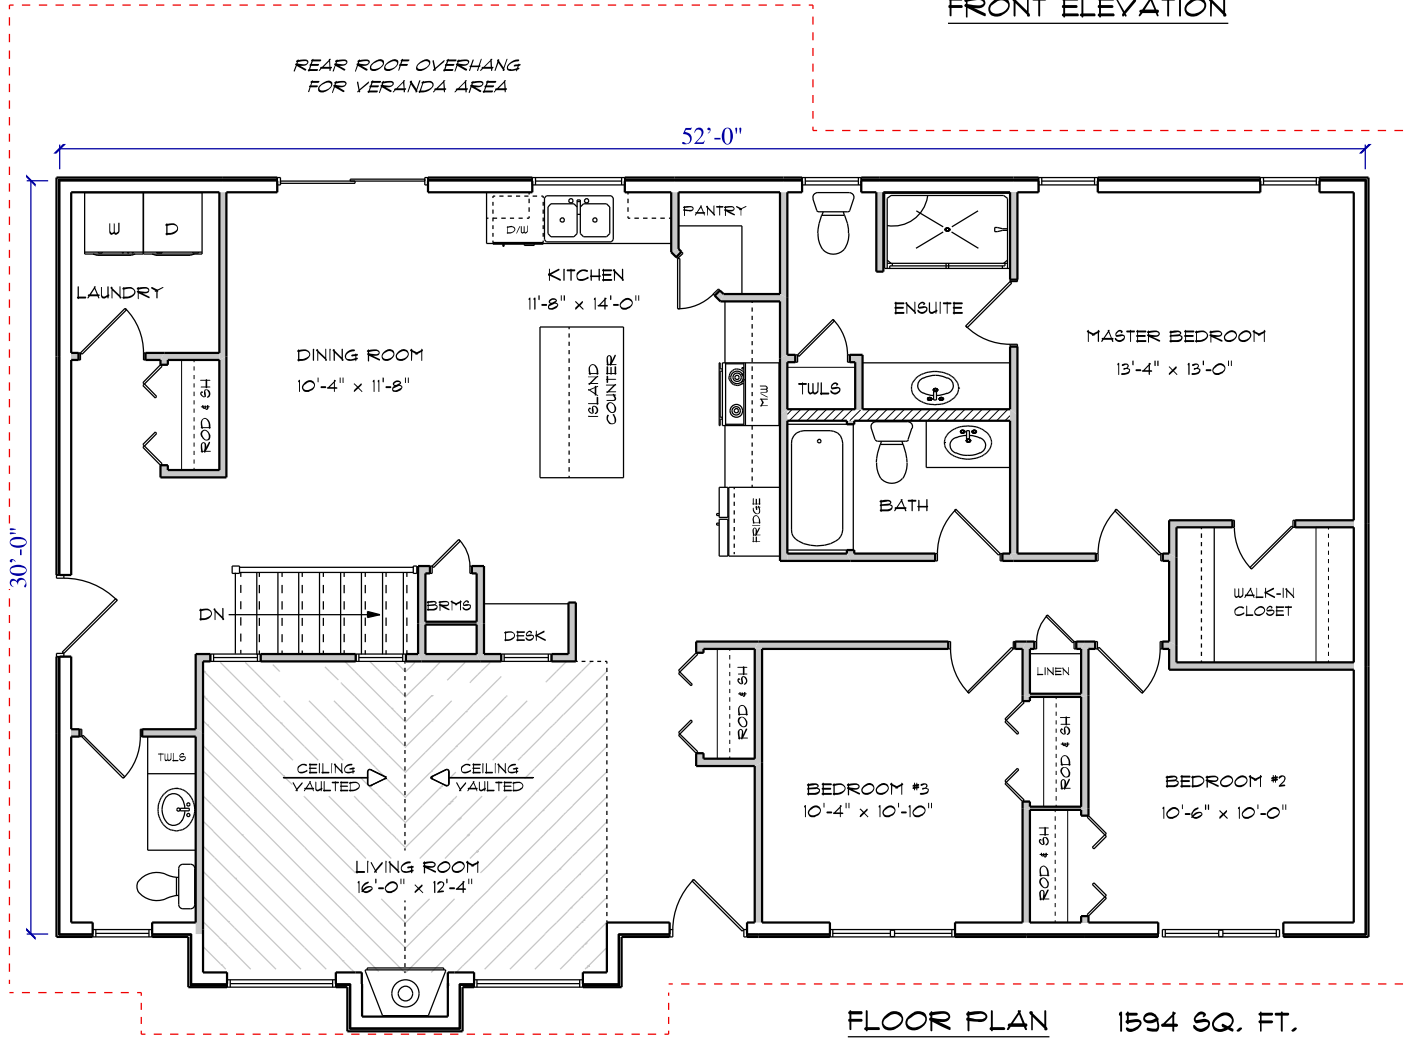 FRONT ELEVATION
REAR ROOF OVERHANG
FOR VERANDA AREA
52'-0"
30'-0"
W
D
LAUNDRY
ROD & SH
DINING ROOM
10'-4" x 11'-8"
D/W
KITCHEN
11'-8" x 14'-0"
ISLAND
COUNTER
PANTRY
M/W
FRIDGE
ENSUITE
TWLS
BATH
MASTER BEDROOM
13'-4" x 13'-0"
WALK-IN
CLOSET
DN
BRMS
DESK
LINEN
ROD & SH
ROD & SH
ROD & SH
TWLS
CEILING
VAULTED
CEILING
VAULTED
LIVING ROOM
16'-0" x 12'-4"
BEDROOM #3
10'-4" x 10'-10"
BEDROOM #2
10'-6" x 10'-0"
FLOOR PLAN 1594 SQ. FT.